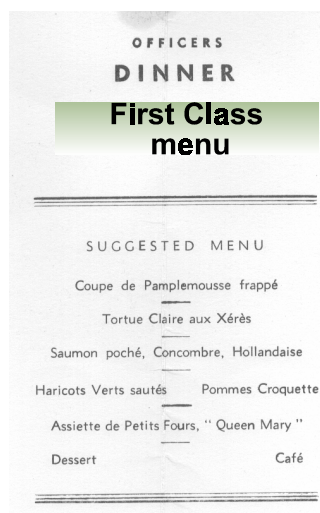 OFFICERS
DINNER
First Class
menu
SUGGESTED MENU
Coupe de Pamplemousse frappé
Tortue Claire aux Xérès
Saumon poché, Concombre, Hollandaise
Haricots Verts sautés Pommes Croquette
Assiette de Petits Fours, " Queen Mary "
Dessert Café